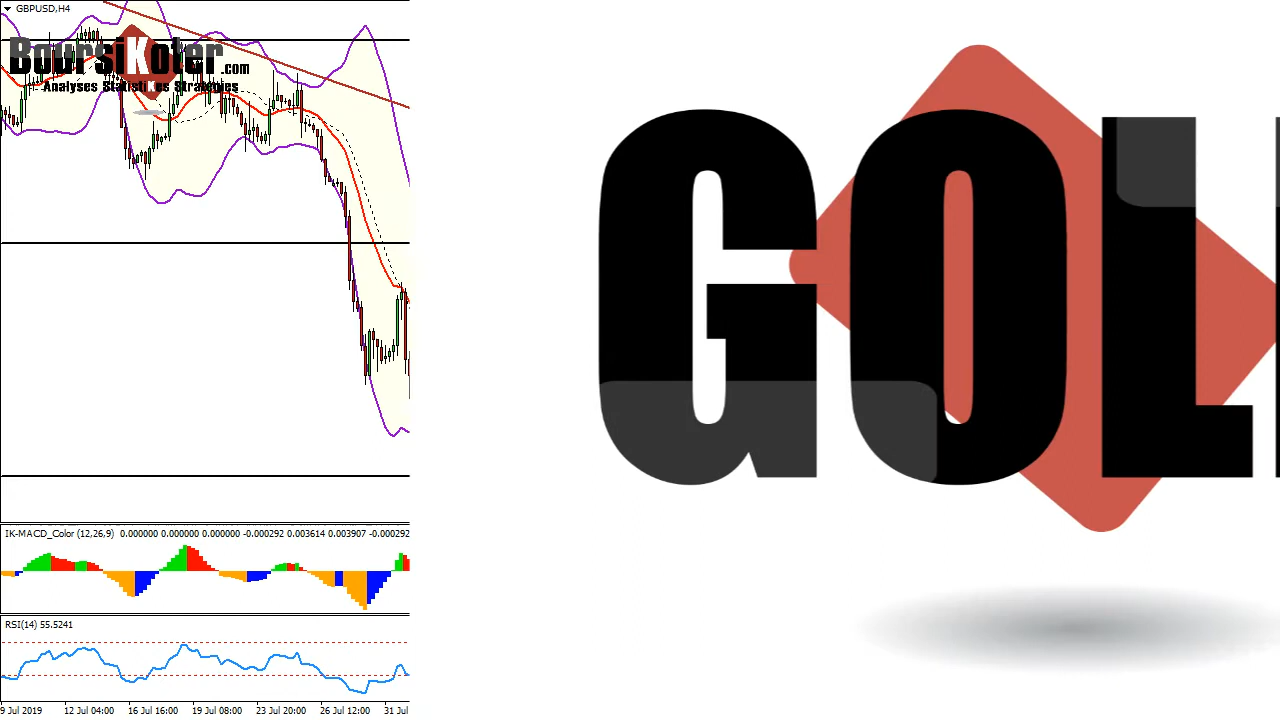 GBPUSD,H4
BoursiKoter.com
Analyses StatistiKes Strategies
GOL
IK-MACD_Color (12,26,9) 0.000000 0.000000 0.000000 -0.000292 0.003614 0.003907 -0.000292
RSI(14) 55.5241
9 Jul 2019 12 Jul 04:00 16 Jul 16:00 19 Jul 08:00 23 Jul 20:00 26 Jul 12:00 31 Jul